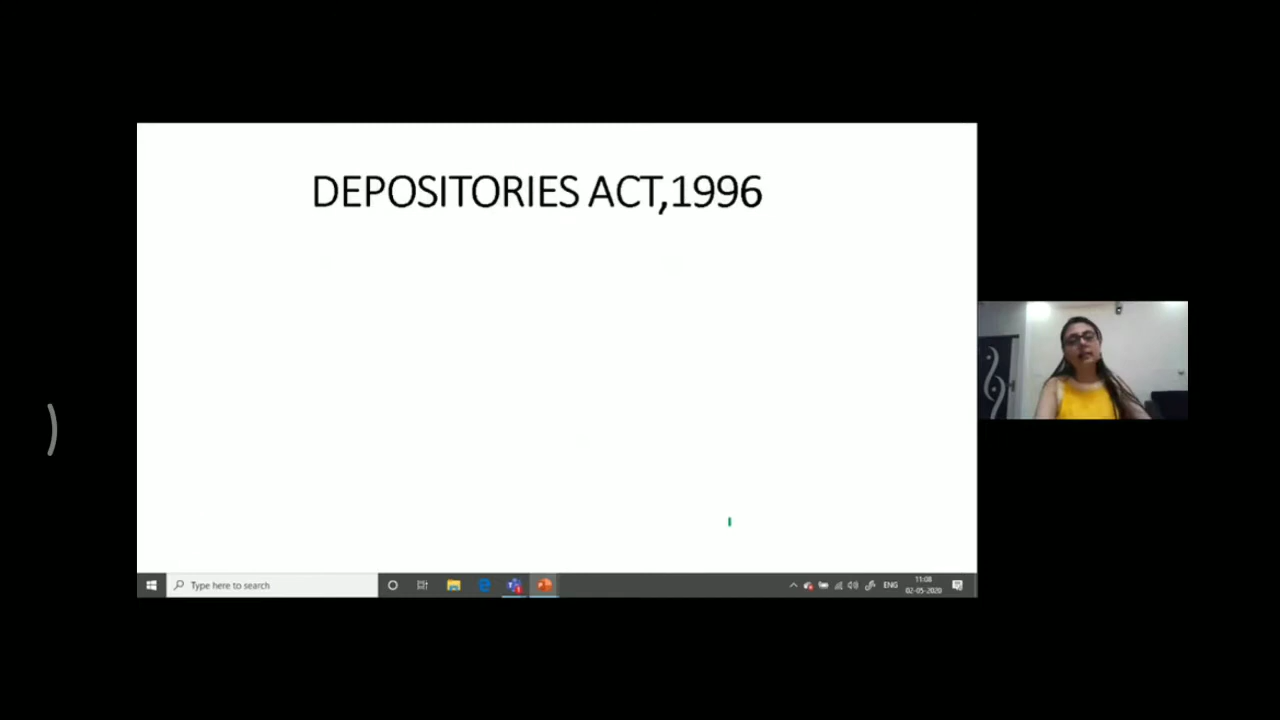 DEPOSITORIES ACT,1996
Type here to search
ENG
11:08
02-05-2020